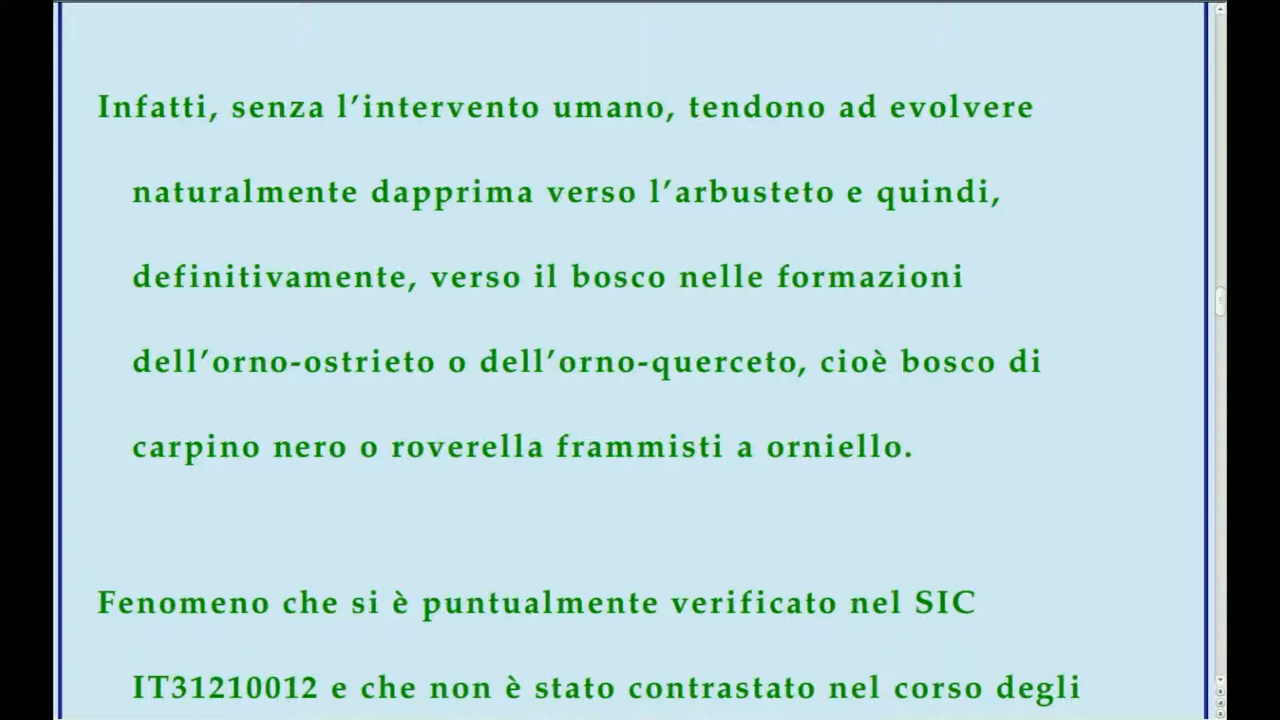 Infatti, senza l’intervento umano, tendono ad evolvere
naturalmente dapprima verso l’arbusteto e quindi,
definitivamente, verso il bosco nelle formazioni
dell’orno-ostrieto o dell’orno-querceto, cioè bosco di
carpino nero o roverella frammisti a orniello.
Fenomeno che si è puntualmente verificato nel SIC
IT31210012 e che non è stato contrastato nel corso degli